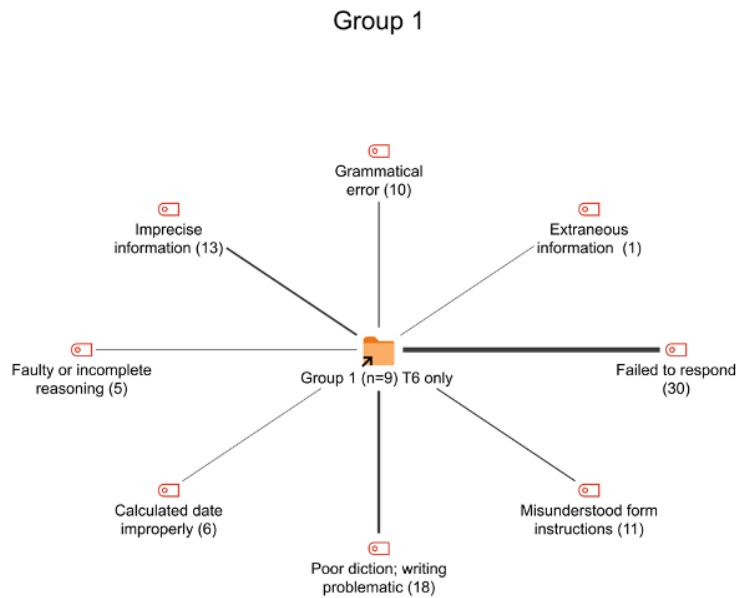 Group 1
Grammatical
error (10)
Imprecise
information (13)
Extraneous
information (1)
Faulty or incomplete
reasoning (5)
Group 1 (n=9) T6 only
Failed to respond
(30)
Calculated date
improperly (6)
Misunderstood form
instructions (11)
Poor diction; writing
problematic (18)